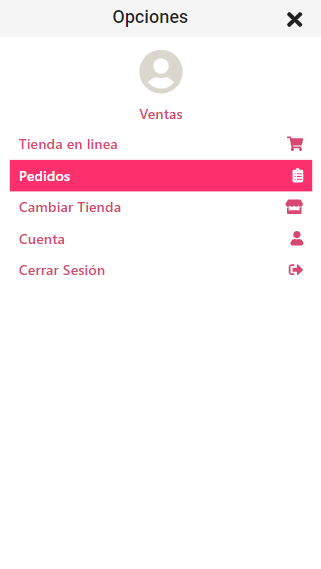 Opciones
Ventas
Tienda en linea
Pedidos
Cambiar Tienda
Cuenta
Cerrar Sesión